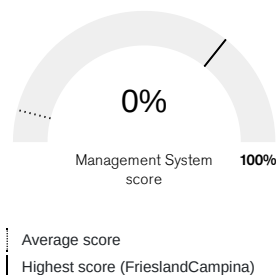 0%
Management System
score
100%
Average score
Highest score (FrieslandCampina)